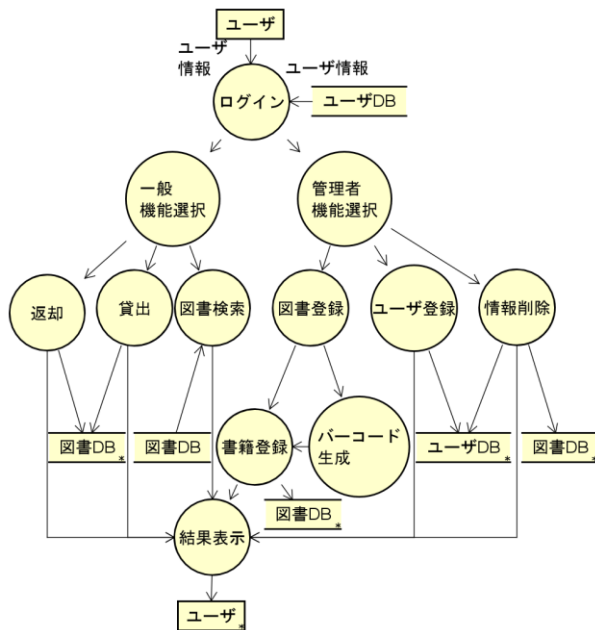 ユーザ
ユーザ
情報
ユーザ情報
ログイン
ユーザDB
一般
機能選択
管理者
機能選択
返却
貸出
図書検索
図書登録
ユーザ登録
情報削除
図書DB
*
図書DB
書籍登録
バーコード
生成
ユーザDB
*
図書DB
*
図書DB
*
結果表示
ユーザ
*